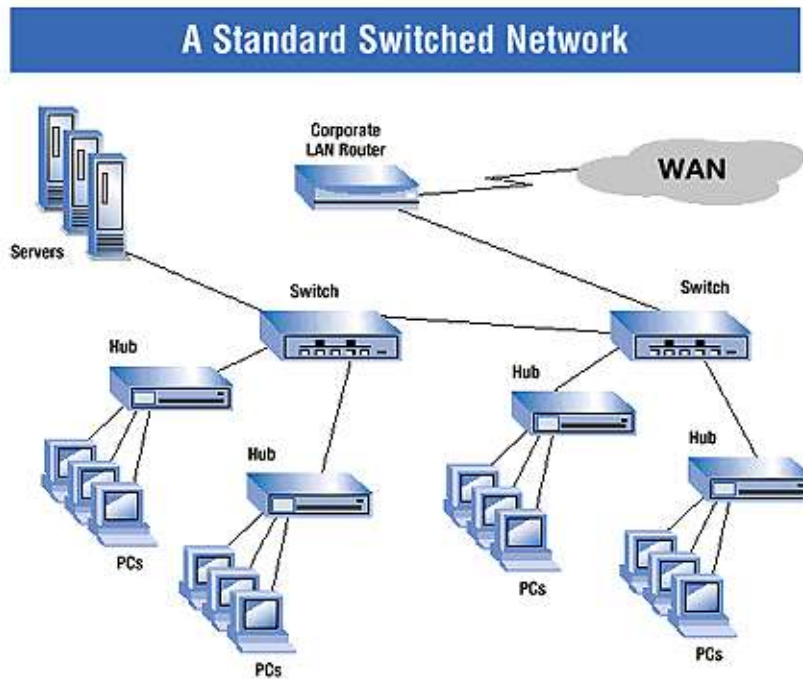 A Standard Switched Network
Corporate
LAN Router
WAN
Servers
Switch
Switch
Hub
Hub
Hub
Hub
PCs
PCs
PCs
PCs